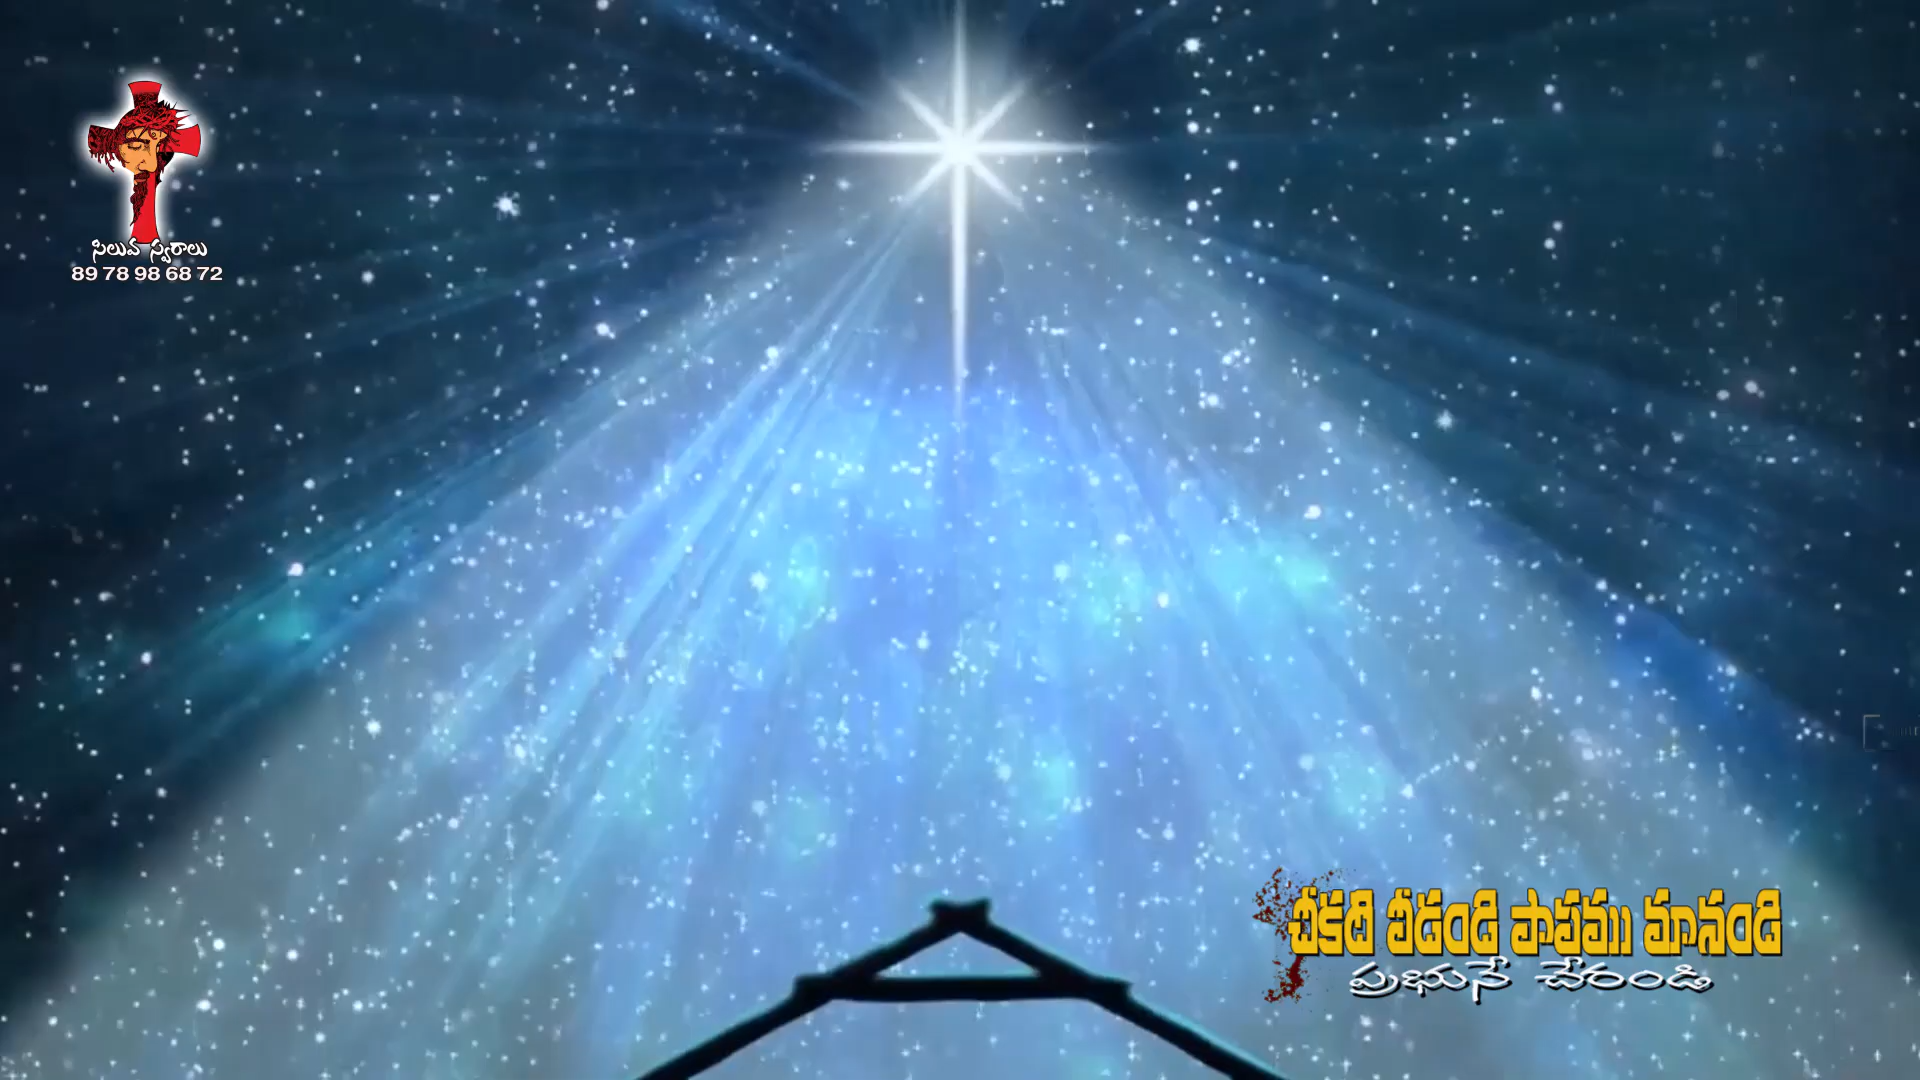 సిలువ స్వరాలు
89 78 98 68 72
చీకటి వీడండి పాపము మానండి
ప్రభునే చేరండి